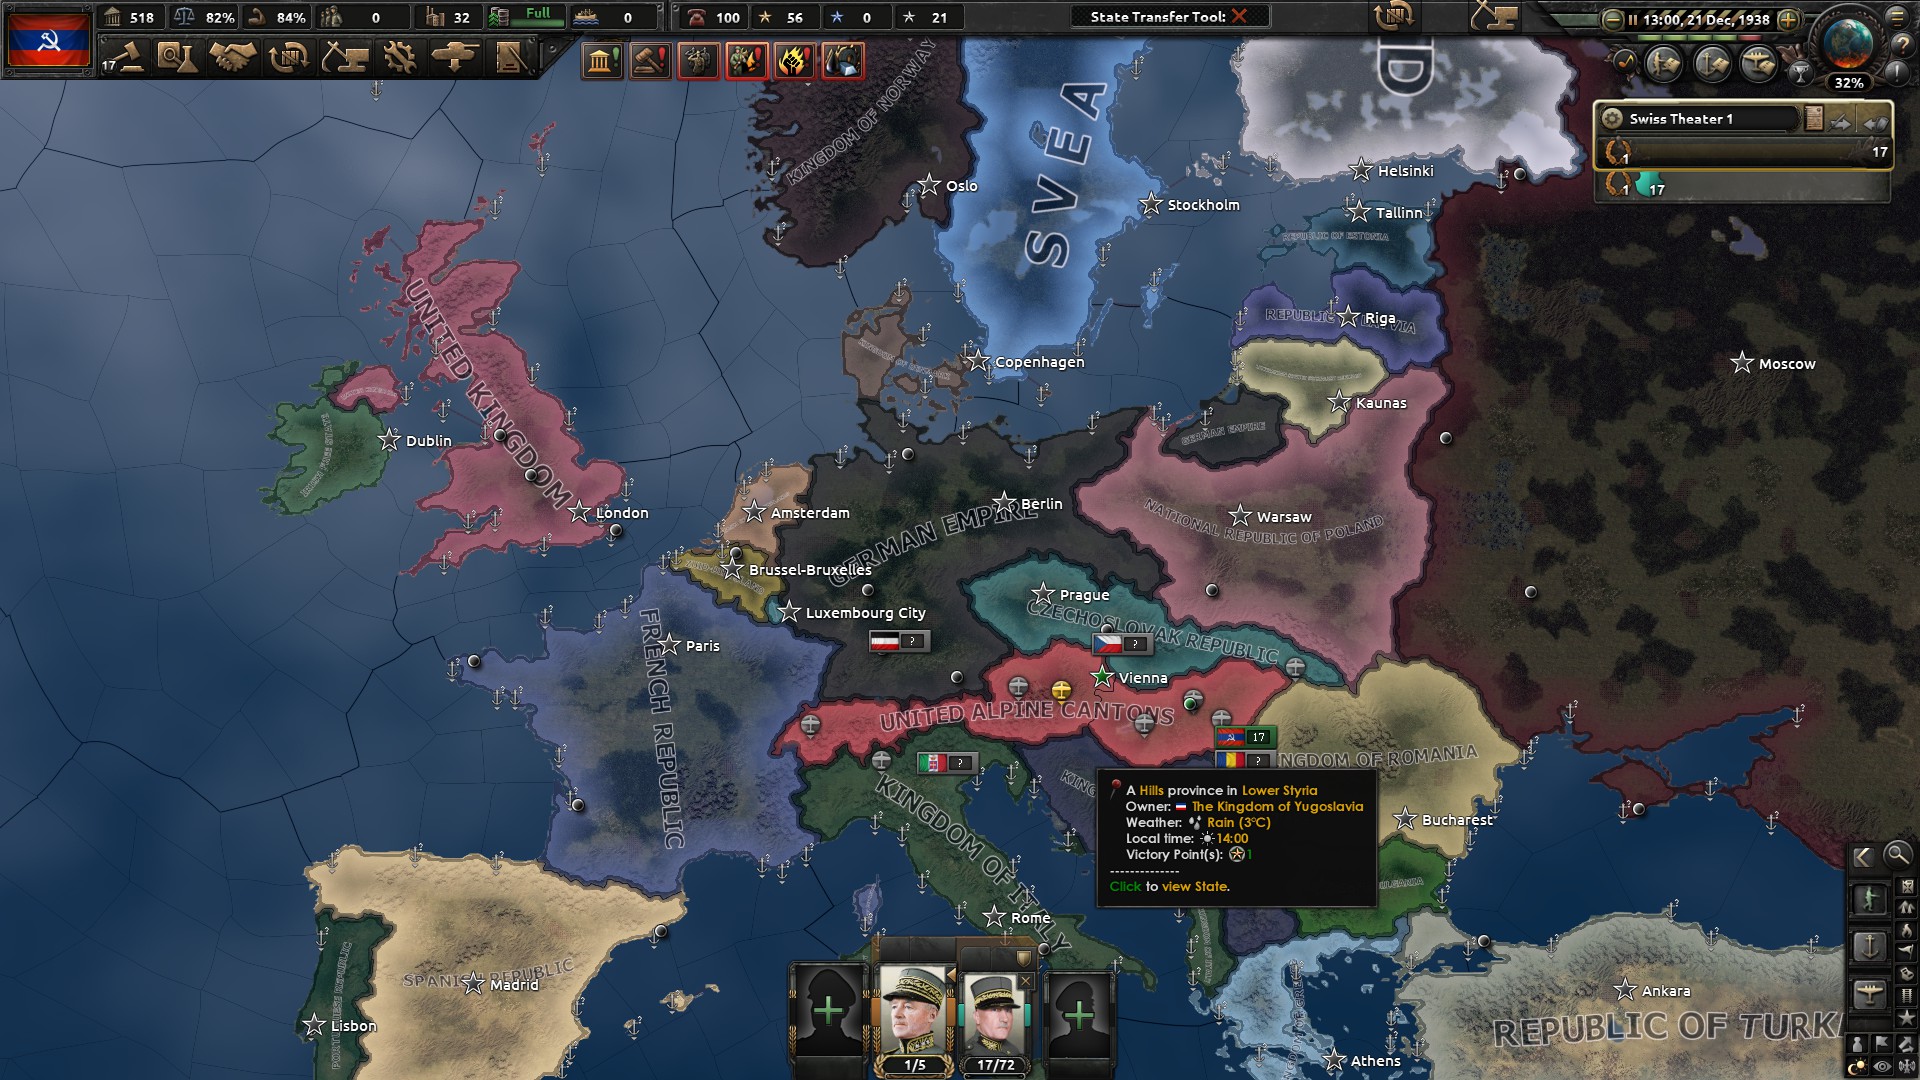 518
82%
84%
0
32
Full
0
100
56
0
21
State Transfer Tool:
13:00, 21 Dec, 1938
17
32%
Swiss Theater 1
1
17
1
17
KINGDOM OF NORWAY
Oslo
SVEA
Stockholm
D
Helsinki
Tallinn
REPUBLIC OF ESTONIA
Riga
Moscow
Copenhagen
Kaunas
UNITED KINGDOM
Dublin
London
Amsterdam
GERMAN EMPIRE
Berlin
GERMAN EMPIRE
Warsaw
NATIONAL REPUBLIC OF POLAND
Brussel-Bruxelles
Luxembourg City
Prague
CZECHOSLOVAK REPUBLIC
?
?
FRENCH REPUBLIC
Paris
Vienna
UNITED ALPINE CANTONS
17
?
?
KINGDOM OF ROMANIA
Bucharest
KINGDOM OF ITALY
Rome
A Hills province in Lower Styria
Owner: The Kingdom of Yugoslavia
Weather: Rain (3°C)
Local time: 14:00
Victory Point(s): 1
--------------
Click to view State.
SPANISH REPUBLIC
Madrid
PORTUGUESE REPUBLIC
Lisbon
Ankara
REPUBLIC OF TURK
Athens
1/5
17/72